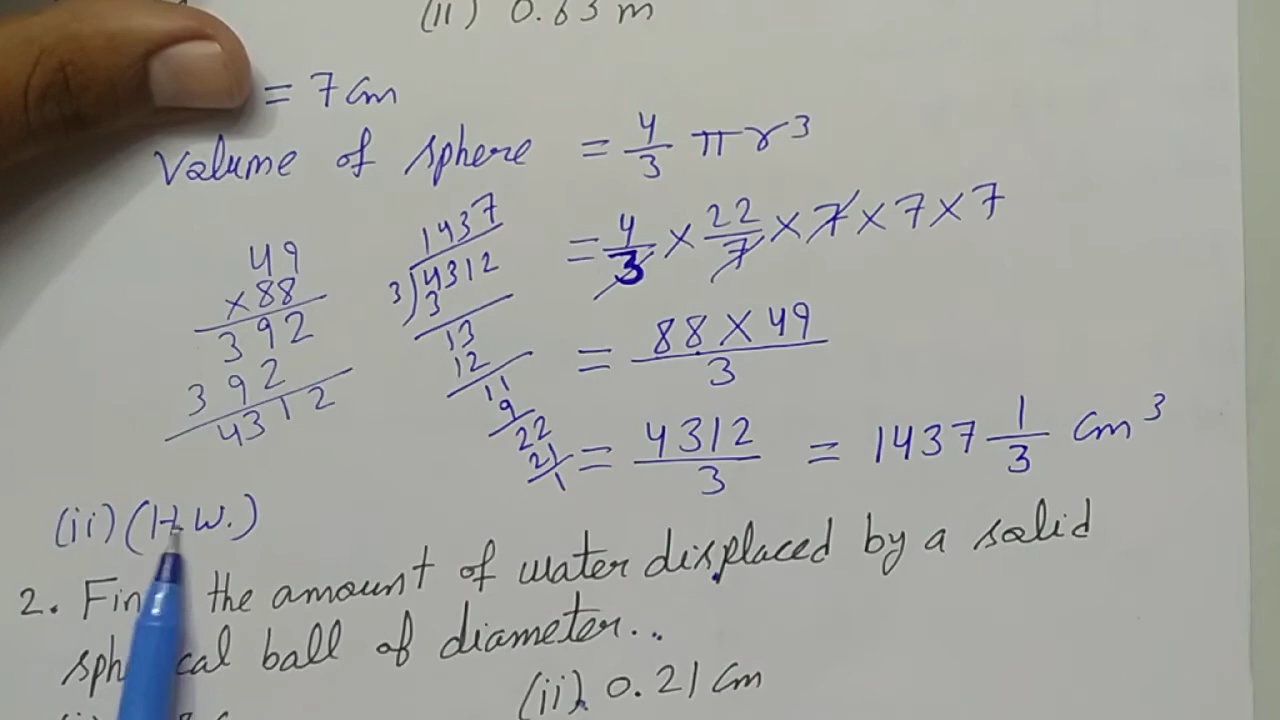 (ii) 0.63 m
= 7 cm
Volume of sphere = 4/3 πr³
= 4/3 × 22/7 × 7 × 7 × 7
49
×88
392
392
4312
1437
3)4312
3
13
12
11
9
22
21
1
= 88 × 49 / 3
= 4312/3 = 1437 1/3 cm³
(ii) (H.W.)
2. Find the amount of water displaced by a solid
ball of diameter..
(ii) 0.21 cm